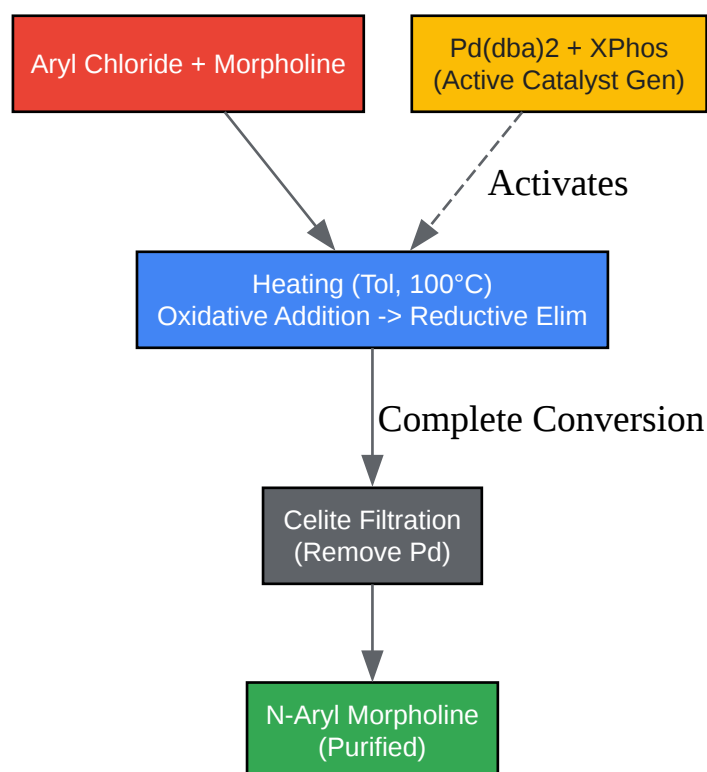 Aryl Chloride + Morpholine
Pd(dba)2 + XPhos
(Active Catalyst Gen)
Activates
Heating (Tol, 100°C)
Oxidative Addition -> Reductive Elim
Complete Conversion
Celite Filtration
(Remove Pd)
N-Aryl Morpholine
(Purified)